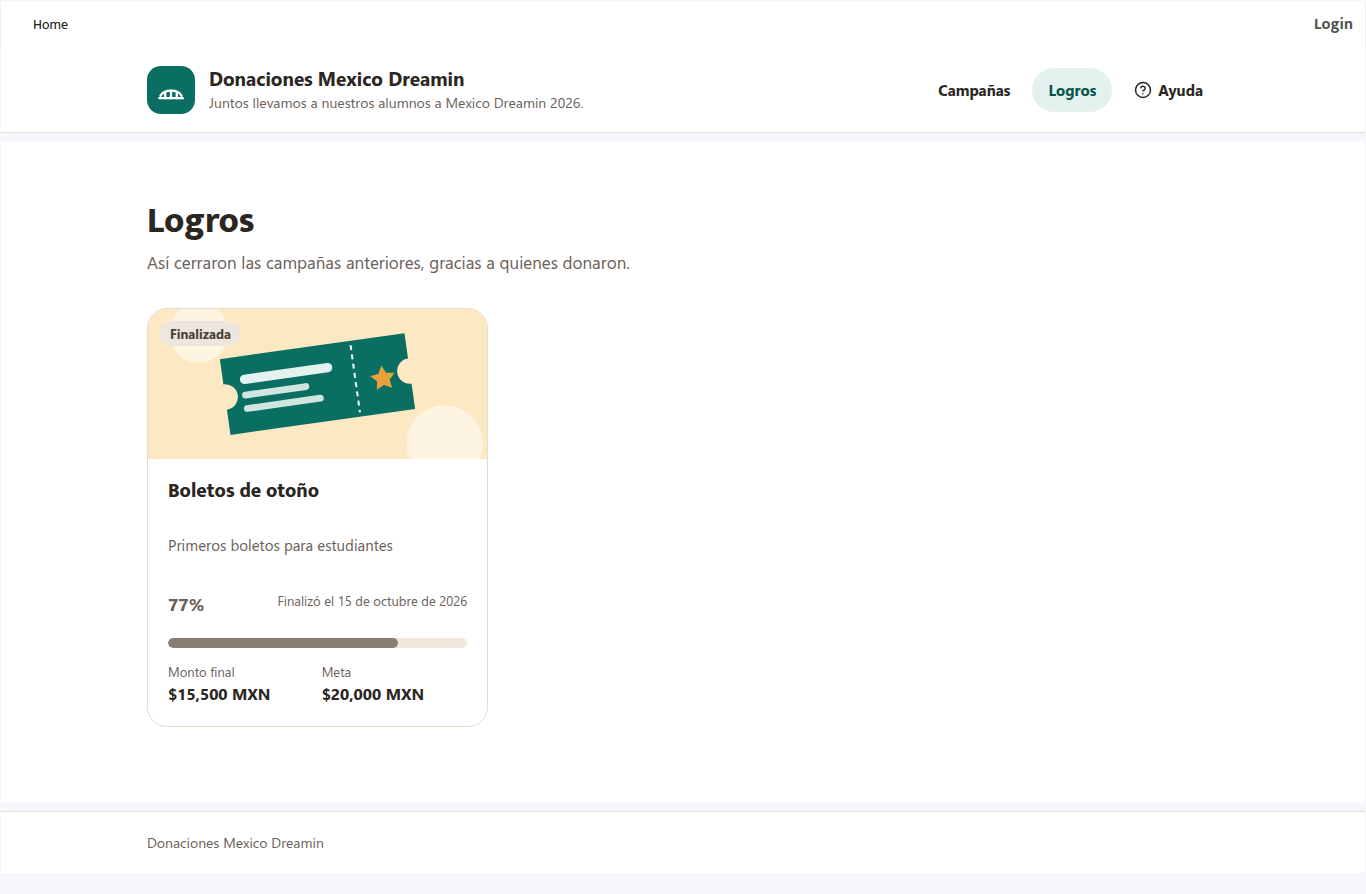 Home
Login
Donaciones Mexico Dreamin
Juntos llevamos a nuestros alumnos a Mexico Dreamin 2026.
Campañas
Logros
Ayuda
Logros
Así cerraron las campañas anteriores, gracias a quienes donaron.
Finalizada
Boletos de otoño
Primeros boletos para estudiantes
77%
Finalizó el 15 de octubre de 2026
Monto final
Meta
$15,500 MXN
$20,000 MXN
Donaciones Mexico Dreamin